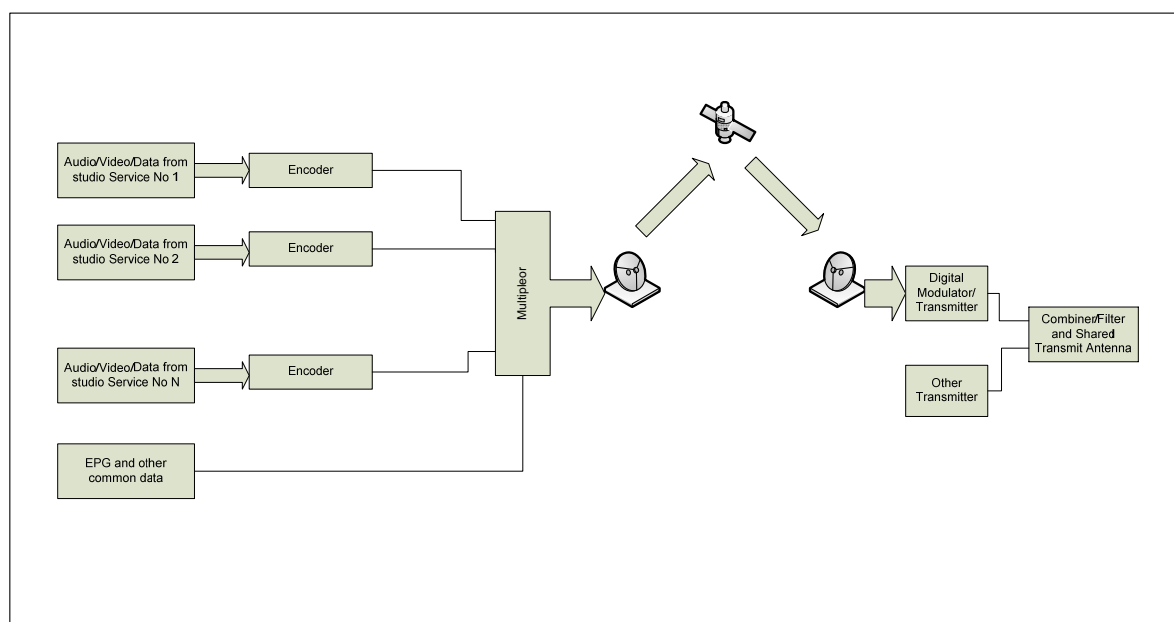 Audio/Video/Data from
studio Service No 1
Encoder
Audio/Video/Data from
studio Service No 2
Encoder
Audio/Video/Data from
studio Service No N
Encoder
EPG and other
common data
Multipleor
Digital
Modulator/
Transmitter
Other
Transmitter
Combiner/Filter
and Shared
Transmit Antenna